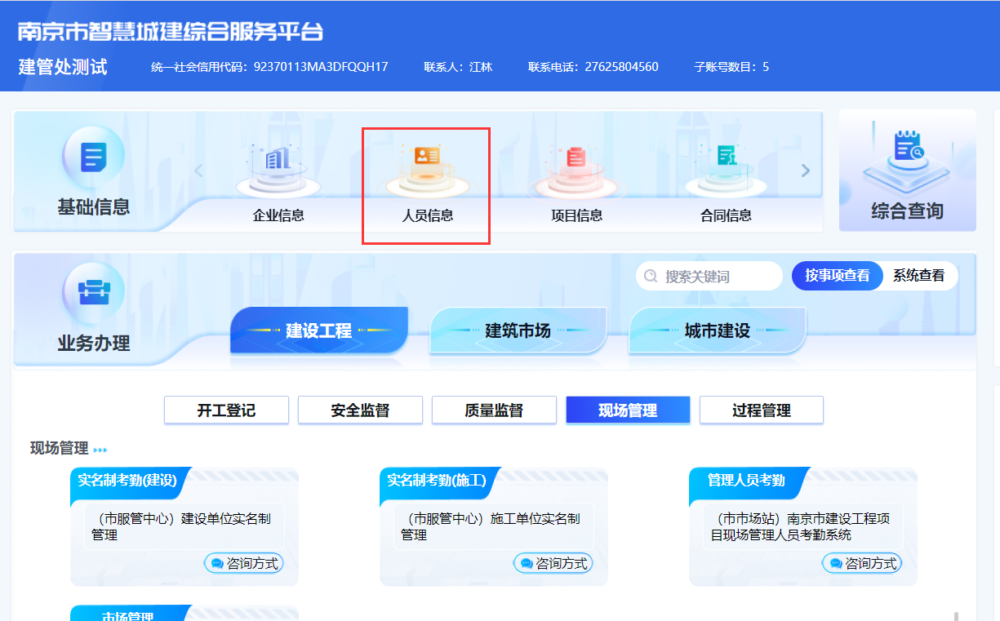 南京市智慧城建综合服务平台
建管处测试 统一社会信用代码：92370113MA3DFQQH17 联系人：江林 联系电话：27625804560 子账号数目：5
基础信息
企业信息 人员信息 项目信息 合同信息
综合查询
搜索关键词 按事项查看 系统查看
业务办理
建设工程 建筑市场 城市建设
开工登记 安全监督 质量监督 现场管理 过程管理
现场管理
实名制考勤(建设)
（市服管中心）建设单位实名制
管理
咨询方式
实名制考勤(施工)
（市服管中心）施工单位实名制
管理
咨询方式
管理人员考勤
（市市场站）南京市建设工程项
目现场管理人员考勤系统
咨询方式
市场管理